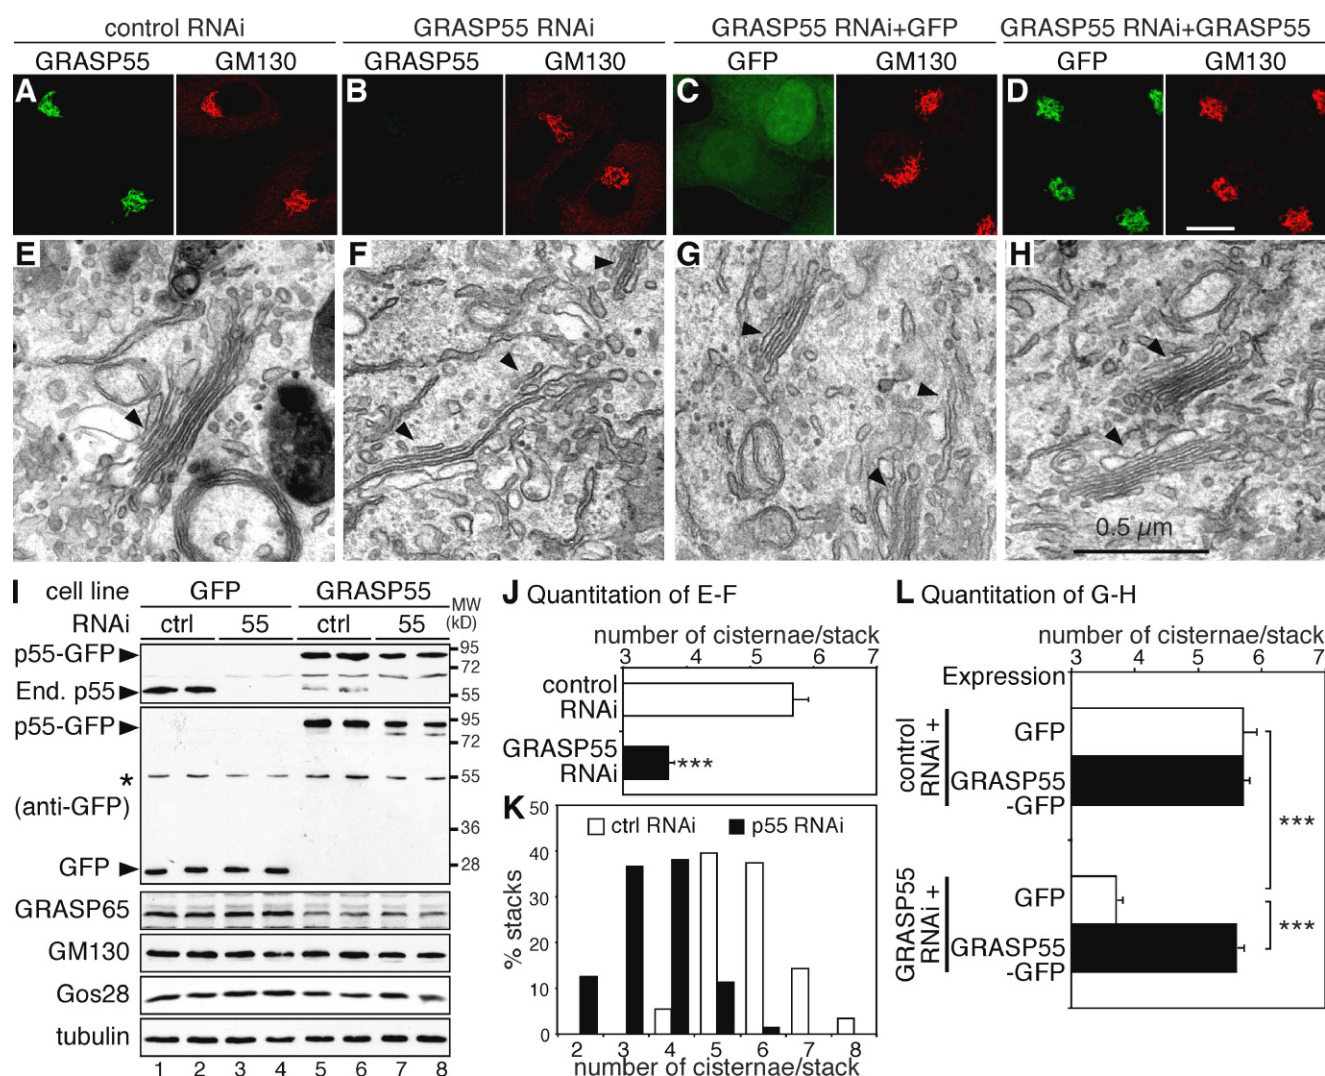 control RNAi GRASP55 RNAi GRASP55 RNAi+GFP GRASP55 RNAi+GRASP55
GRASP55 GM130 GRASP55 GM130 GFP GM130 GFP GM130
A B C D
E F G H
0.5 µm
I cell line GFP GRASP55 MW
RNAi ctrl 55 ctrl 55 (kD)
p55-GFP 95
72
End. p55 55
p55-GFP 95
72
* 55
(anti-GFP)
36
GFP 28
GRASP65
GM130
Gos28
tubulin
1 2 3 4 5 6 7 8
J Quantitation of E-F
number of cisternae/stack
3 4 5 6 7
control
RNAi
GRASP55
RNAi ***
K
50
40
30
20
10
0
% stacks
ctrl RNAi p55 RNAi
2 3 4 5 6 7 8
number of cisternae/stack
L Quantitation of G-H
number of cisternae/stack
3 4 5 6 7
Expression
control
RNAi +
GFP
GRASP55
-GFP
***
GRASP55
RNAi +
GFP
GRASP55
-GFP
***